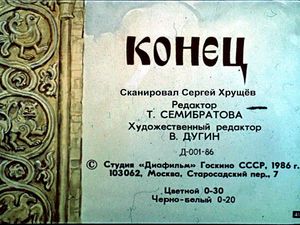 КОНЕЦ
Сканировал Сергей Хрущёв
Редактор
Т. СЕМИБРАТОВА
Художественный редактор
В. ДУГИН
Д-001-86
© Студия «Диафильм» Госкино СССР, 1986 г.
103062, Москва, Старосадский пер., 7
Цветной 0-30
Черно-белый 0-20